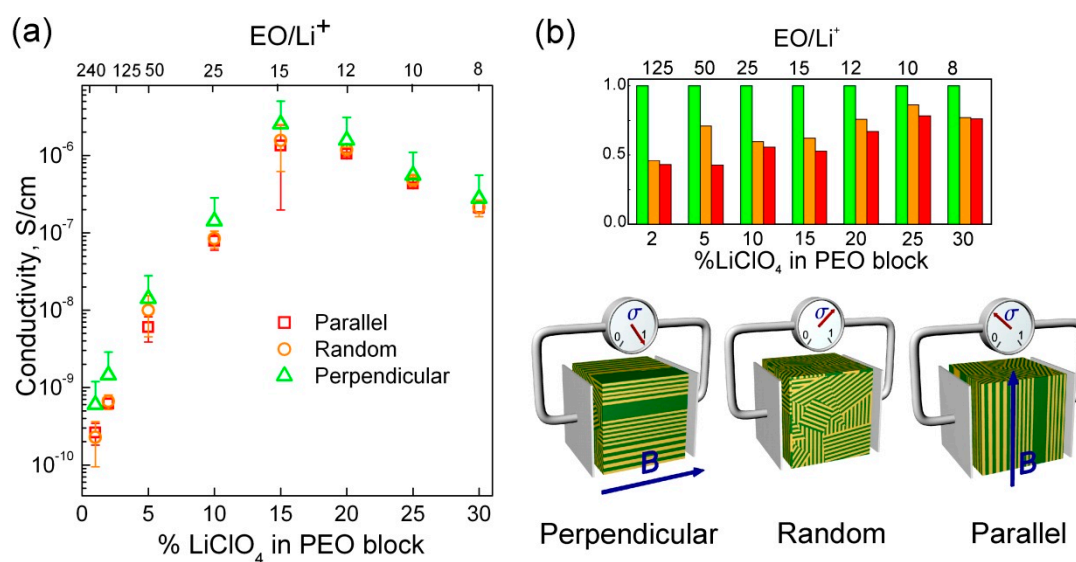 (a)
EO/Li⁺
240 125 50 25 15 12 10 8
Conductivity, S/cm
10⁻⁶
10⁻⁷
10⁻⁸
10⁻⁹
10⁻¹⁰
Parallel
Random
Perpendicular
0 5 10 15 20 25 30
% LiClO₄ in PEO block
(b)
EO/Li⁺
125 50 25 15 12 10 8
1.0
0.5
0.0
2 5 10 15 20 25 30
%LiClO₄ in PEO block
σ
0 1
B
Perpendicular
σ
0 1
Random
σ
0 1
B
Parallel